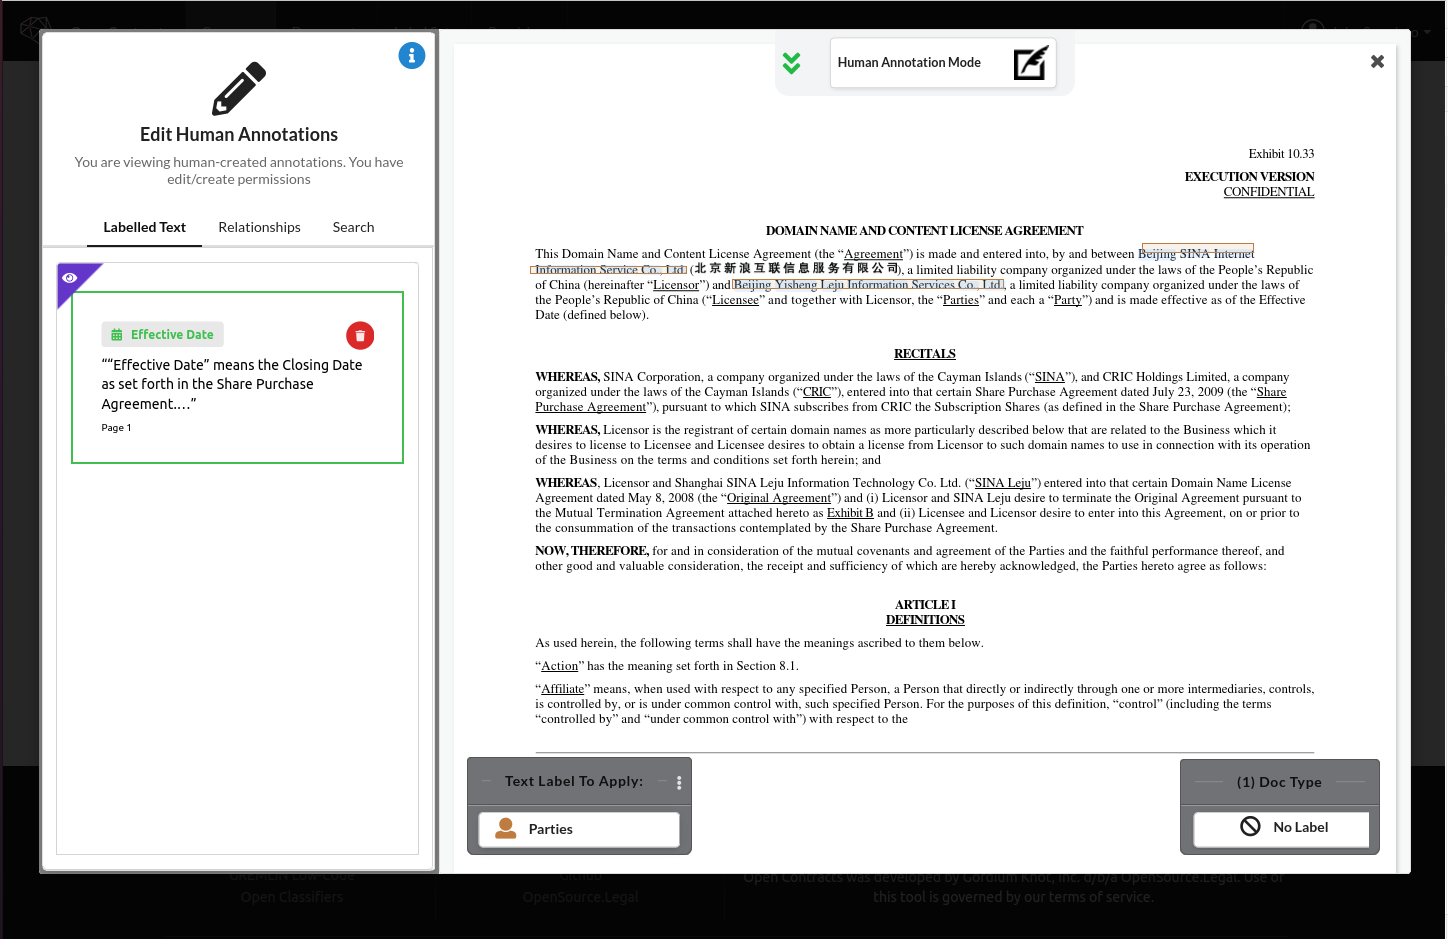 Edit Human Annotations
You are viewing human-created annotations. You have
edit/create permissions
Labelled Text
Relationships
Search
Effective Date
““Effective Date” means the Closing Date
as set forth in the Share Purchase
Agreement....”
Page 1
Human Annotation Mode
Exhibit 10.33
EXECUTION VERSION
CONFIDENTIAL
DOMAIN NAME AND CONTENT LICENSE AGREEMENT
This Domain Name and Content License Agreement (the “Agreement”) is made and entered into, by and between Beijing SINA Internet
Information Service Co., Ltd. (北京新浪互联信息服务有限公司), a limited liability company organized under the laws of the People’s Republic
of China (hereinafter “Licensor”) and Beijing Yisheng Leju Information Services Co., Ltd., a limited liability company organized under the laws of
the People’s Republic of China (“Licensee” and together with Licensor, the “Parties” and each a “Party”) and is made effective as of the Effective
Date (defined below).
RECITALS
WHEREAS, SINA Corporation, a company organized under the laws of the Cayman Islands (“SINA”), and CRIC Holdings Limited, a company
organized under the laws of the Cayman Islands (“CRIC”), entered into that certain Share Purchase Agreement dated July 23, 2009 (the “Share
Purchase Agreement”), pursuant to which SINA subscribes from CRIC the Subscription Shares (as defined in the Share Purchase Agreement);
WHEREAS, Licensor is the registrant of certain domain names as more particularly described below that are related to the Business which it
desires to license to Licensee and Licensee desires to obtain a license from Licensor to such domain names to use in connection with its operation
of the Business on the terms and conditions set forth herein; and
WHEREAS, Licensor and Shanghai SINA Leju Information Technology Co. Ltd. (“SINA Leju”) entered into that certain Domain Name License
Agreement dated May 8, 2008 (the “Original Agreement”) and (i) Licensor and SINA Leju desire to terminate the Original Agreement pursuant to
the Mutual Termination Agreement attached hereto as Exhibit B and (ii) Licensee and Licensor desire to enter into this Agreement, on or prior to
the consummation of the transactions contemplated by the Share Purchase Agreement.
NOW, THEREFORE, for and in consideration of the mutual covenants and agreement of the Parties and the faithful performance thereof, and
other good and valuable consideration, the receipt and sufficiency of which are hereby acknowledged, the Parties hereto agree as follows:
ARTICLE I
DEFINITIONS
As used herein, the following terms shall have the meanings ascribed to them below.
“Action” has the meaning set forth in Section 8.1.
“Affiliate” means, when used with respect to any specified Person, a Person that directly or indirectly through one or more intermediaries, controls,
is controlled by, or is under common control with, such specified Person. For the purposes of this definition, “control” (including the terms
“controlled by” and “under common control with”) with respect to the
Text Label To Apply:
Parties
(1) Doc Type
No Label
GREMLIN Low-Code
Open Classifiers
Github
OpenSource.Legal
Open Contracts was developed by Gordium Knot, Inc. d/b/a OpenSource.Legal. Use of
this tool is governed by our terms of service.